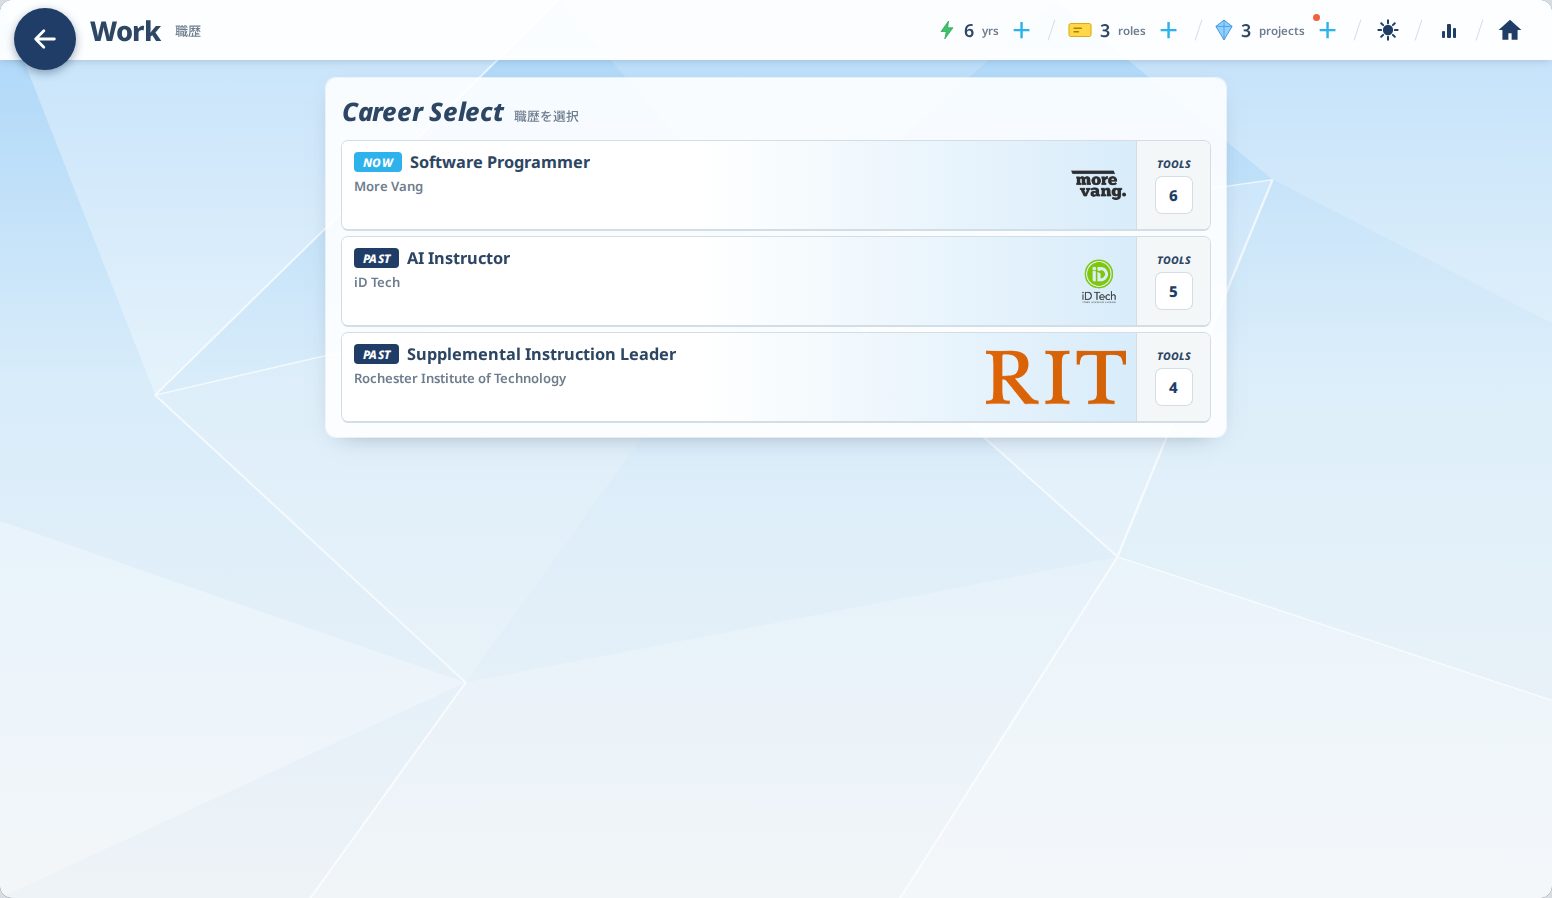 Work 職歴
6 yrs
3 roles
3 projects
Career Select 職歴を選択
NOW Software Programmer
More Vang
more
vang.
TOOLS
6
PAST AI Instructor
iD Tech
iD
iD Tech
TOOLS
5
PAST Supplemental Instruction Leader
Rochester Institute of Technology
RIT
TOOLS
4